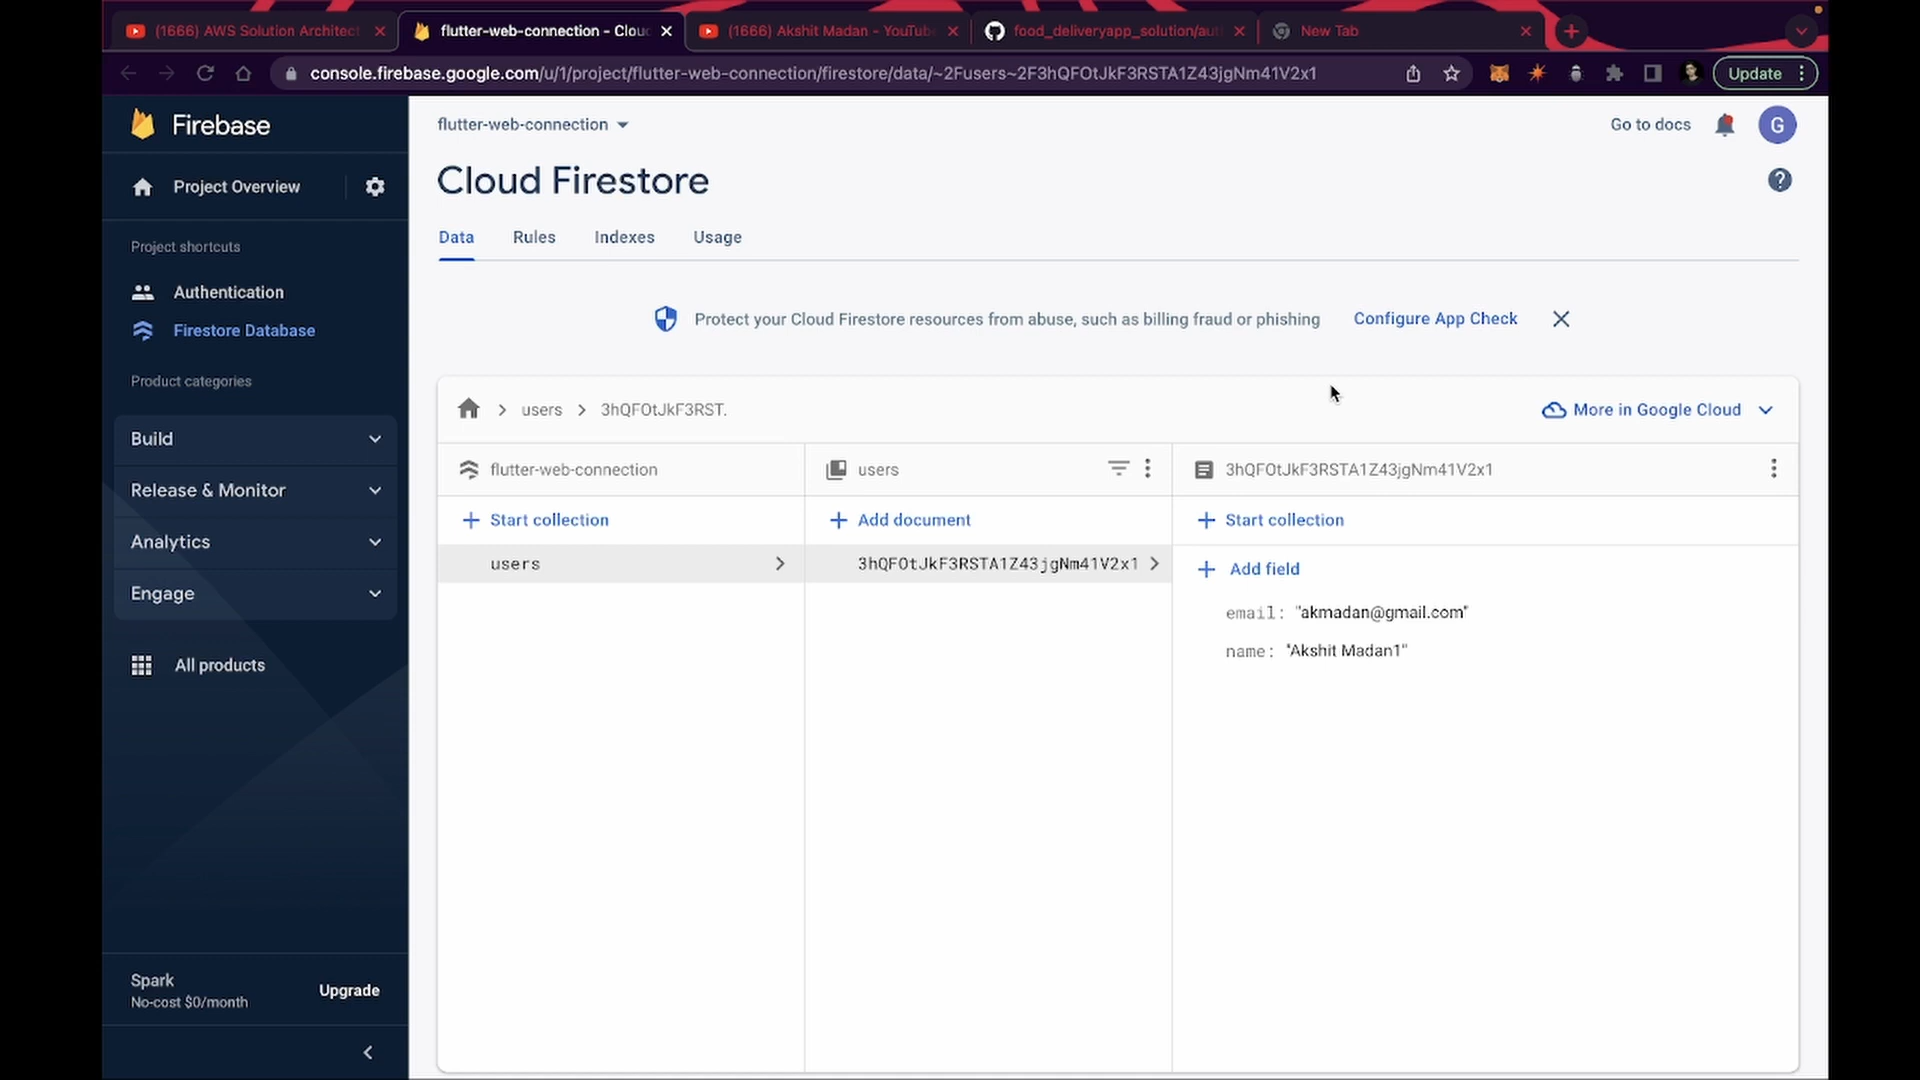 (1666) AWS Solution Architect
flutter-web-connection - Clou
(1666) Akshit Madan - YouTub
food_deliveryapp_solution/aut
New Tab
console.firebase.google.com/u/1/project/flutter-web-connection/firestore/data/~2Fusers~2F3hQFOtJkF3RSTA1Z43jgNm41V2x1
Update
Firebase
flutter-web-connection
Go to docs
G
Project Overview
Cloud Firestore
Project shortcuts
Data Rules Indexes Usage
Authentication
Firestore Database
Protect your Cloud Firestore resources from abuse, such as billing fraud or phishing Configure App Check
Product categories
Build
Release & Monitor
Analytics
Engage
All products
users 3hQFOtJkF3RST.
More in Google Cloud
flutter-web-connection
users
3hQFOtJkF3RSTA1Z43jgNm41V2x1
Start collection
Add document
Start collection
users
3hQFOtJkF3RSTA1Z43jgNm41V2x1
Add field
email: "akmadan@gmail.com"
name: "Akshit Madan1"
Spark
No-cost $0/month
Upgrade